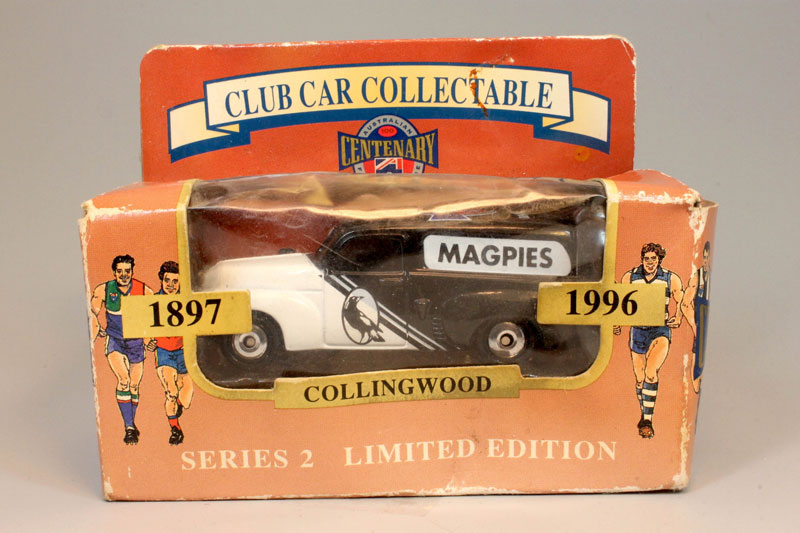 CLUB CAR COLLECTABLE
AUSTRALIAN
CENTENARY
MAGPIES
1897
1996
COLLINGWOOD
SERIES 2 LIMITED EDITION